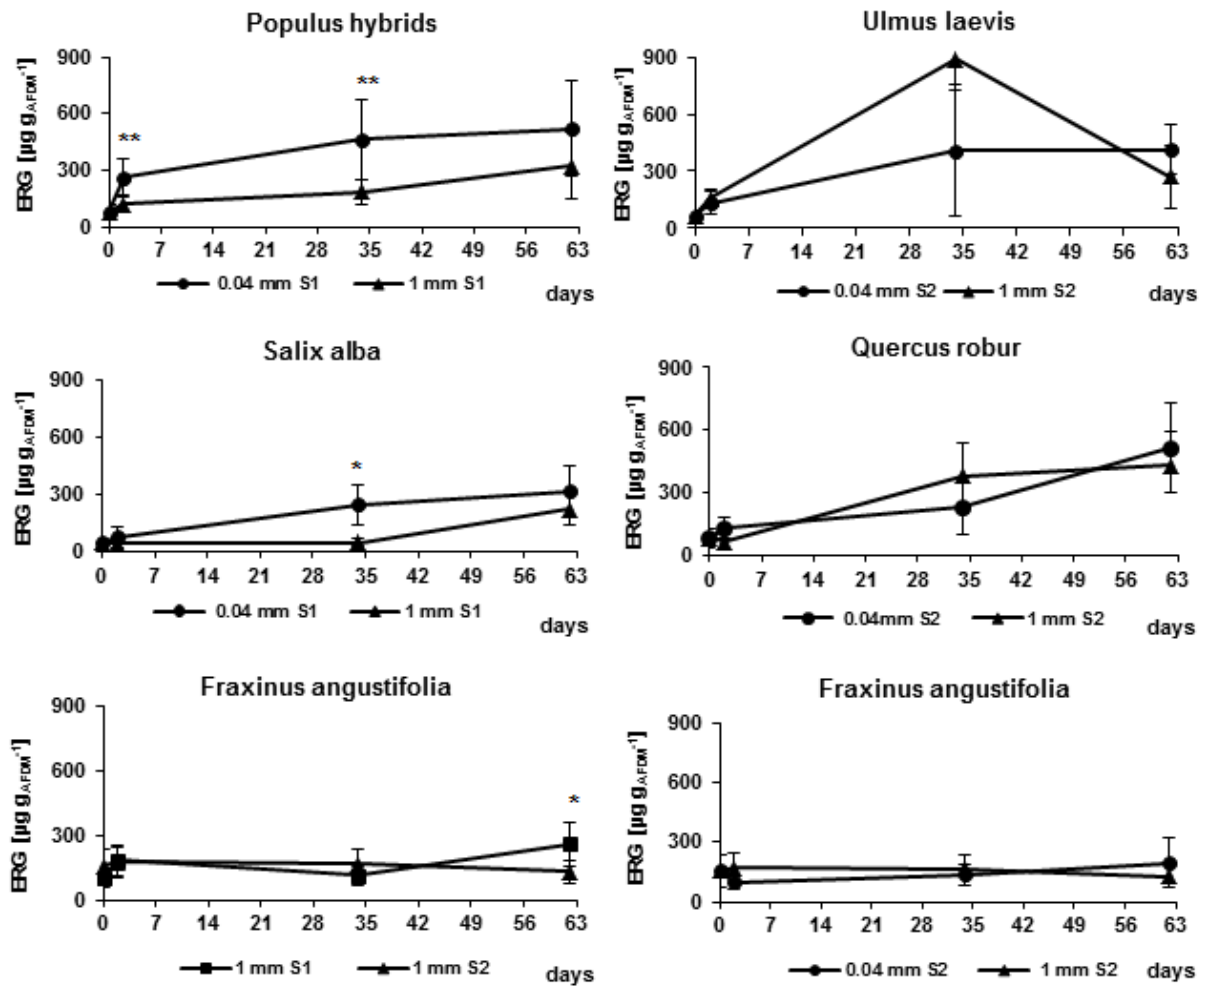 Populus hybrids
ERG [µg gAFDM-1]
900
600
300
0
**
**
0 7 14 21 28 35 42 49 56 63
0.04 mm S1 1 mm S1
days
Ulmus laevis
ERG [µg gAFDM-1]
900
600
300
0
0 7 14 21 28 35 42 49 56 63
0.04 mm S2 1 mm S2
days
Salix alba
ERG [µg gAFDM-1]
900
600
300
0
*
0 7 14 21 28 35 42 49 56 63
0.04 mm S1 1 mm S1
days
Quercus robur
ERG [µg gAFDM-1]
900
600
300
0
0 7 14 21 28 35 42 49 56 63
0.04mm S2 1 mm S2
days
Fraxinus angustifolia
ERG [µg gAFDM-1]
900
600
300
0
*
0 7 14 21 28 35 42 49 56 63
1 mm S1 1 mm S2
days
Fraxinus angustifolia
ERG [µg gAFDM-1]
900
600
300
0
0 7 14 21 28 35 42 49 56 63
0.04 mm S2 1 mm S2
days